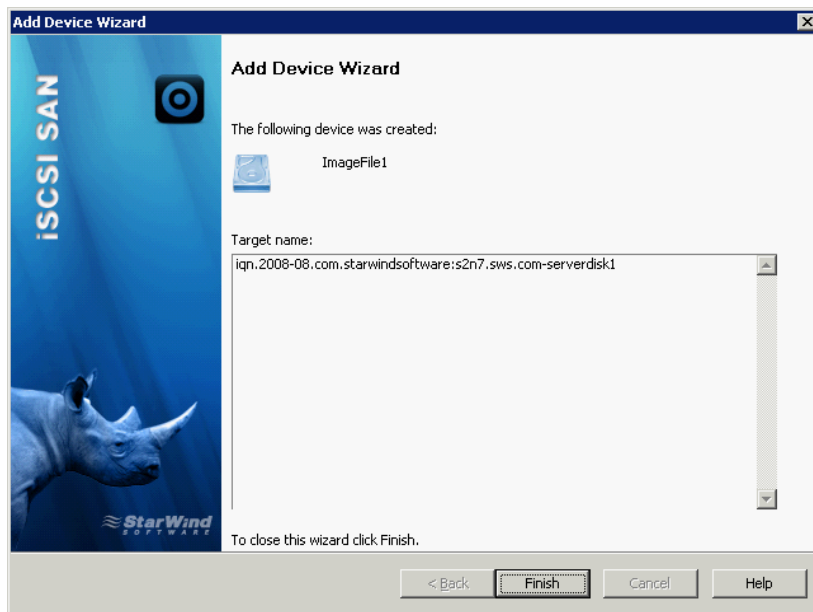 Add Device Wizard
iSCSI SAN
Add Device Wizard
The following device was created:
ImageFile1
Target name:
iqn.2008-08.com.starwindsoftware:s2n7.sws.com-serverdisk1
StarWind
SOFTWARE
To close this wizard click Finish.
< Back Finish Cancel Help